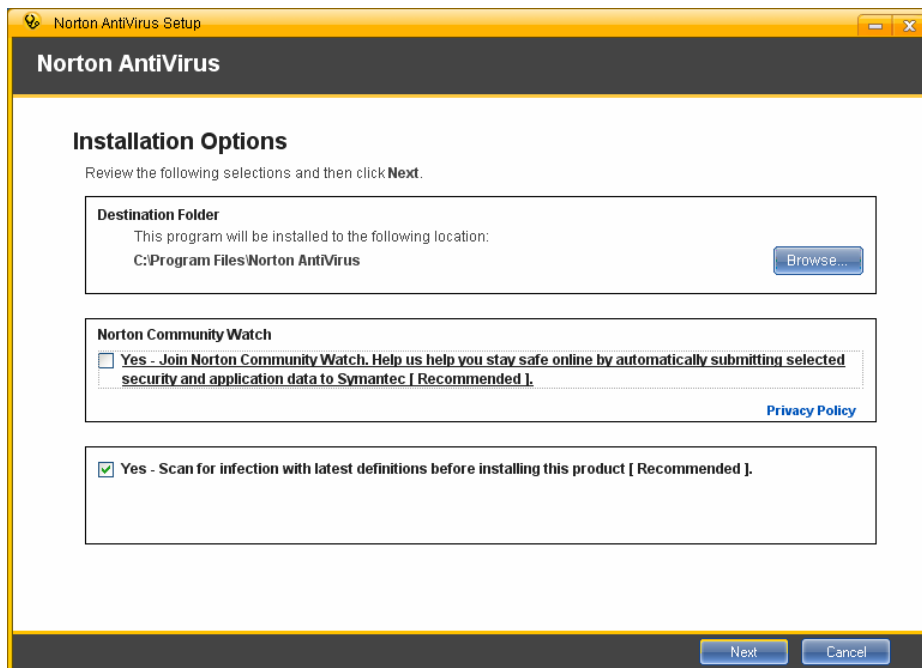 Norton AntiVirus Setup
Norton AntiVirus
Installation Options
Review the following selections and then click Next.
Destination Folder
This program will be installed to the following location:
C:\Program Files\Norton AntiVirus
Browse...
Norton Community Watch
Yes - Join Norton Community Watch. Help us help you stay safe online by automatically submitting selected
security and application data to Symantec [ Recommended ].
Privacy Policy
Yes - Scan for infection with latest definitions before installing this product [ Recommended ].
Next
Cancel